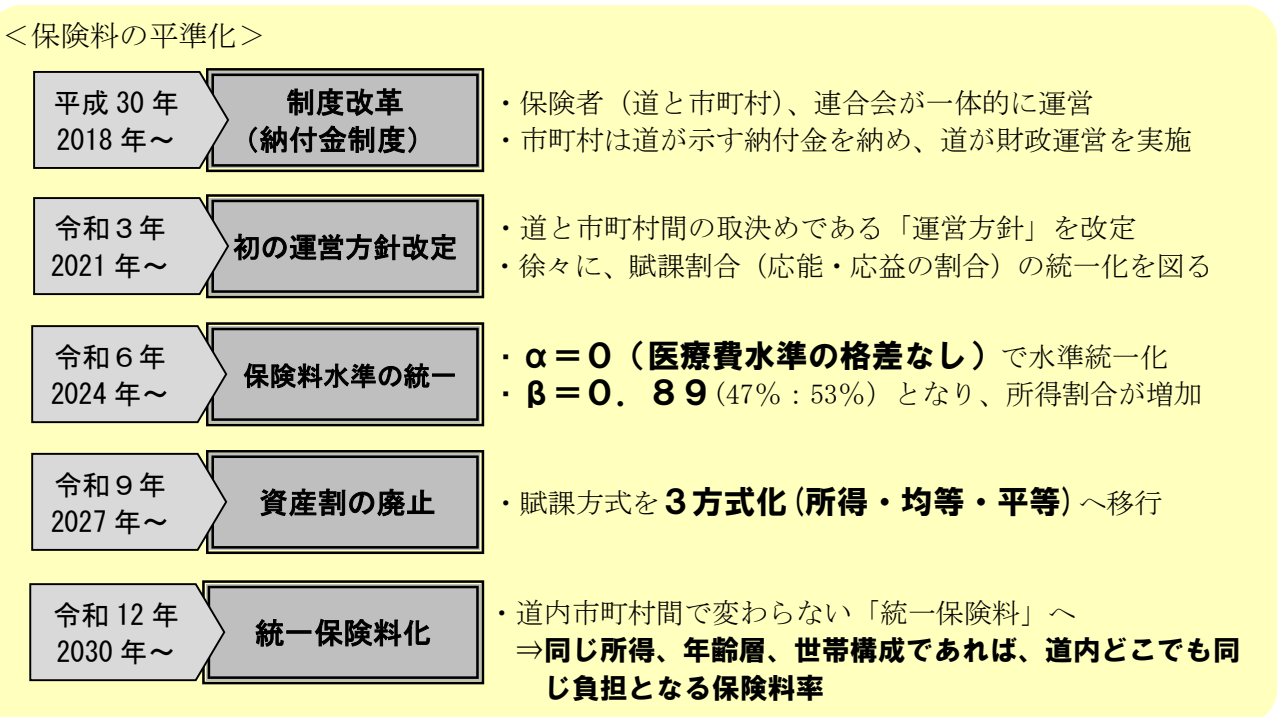 ＜保険料の平準化＞
平成 30 年
2018 年～
制度改革
（納付金制度）
・保険者（道と市町村）、連合会が一体的に運営
・市町村は道が示す納付金を納め、道が財政運営を実施
令和３年
2021 年～
初の運営方針改定
・道と市町村間の取決めである「運営方針」を改定
・徐々に、賦課割合（応能・応益の割合）の統一化を図る
令和６年
2024 年～
保険料水準の統一
・α＝０（医療費水準の格差なし）で水準統一化
・β＝０．８９(47%：53%）となり、所得割合が増加
令和９年
2027 年～
資産割の廃止
・賦課方式を３方式化(所得・均等・平等)へ移行
令和 12 年
2030 年～
統一保険料化
・道内市町村間で変わらない「統一保険料」へ
⇒同じ所得、年齢層、世帯構成であれば、道内どこでも同
じ負担となる保険料率